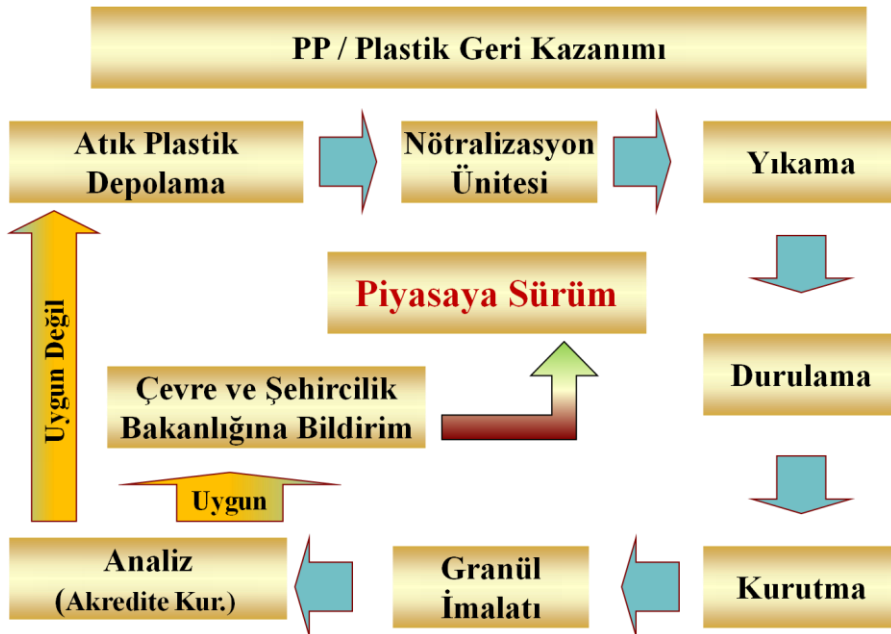 PP / Plastik Geri Kazanımı
Atık Plastik
Depolama
Nötralizasyon
Ünitesi
Yıkama
Piyasaya Sürüm
Durulama
Çevre ve Şehircilik
Bakanlığına Bildirim
Uygun Değil
Uygun
Analiz
(Akredite Kur.)
Granül
İmalatı
Kurutma